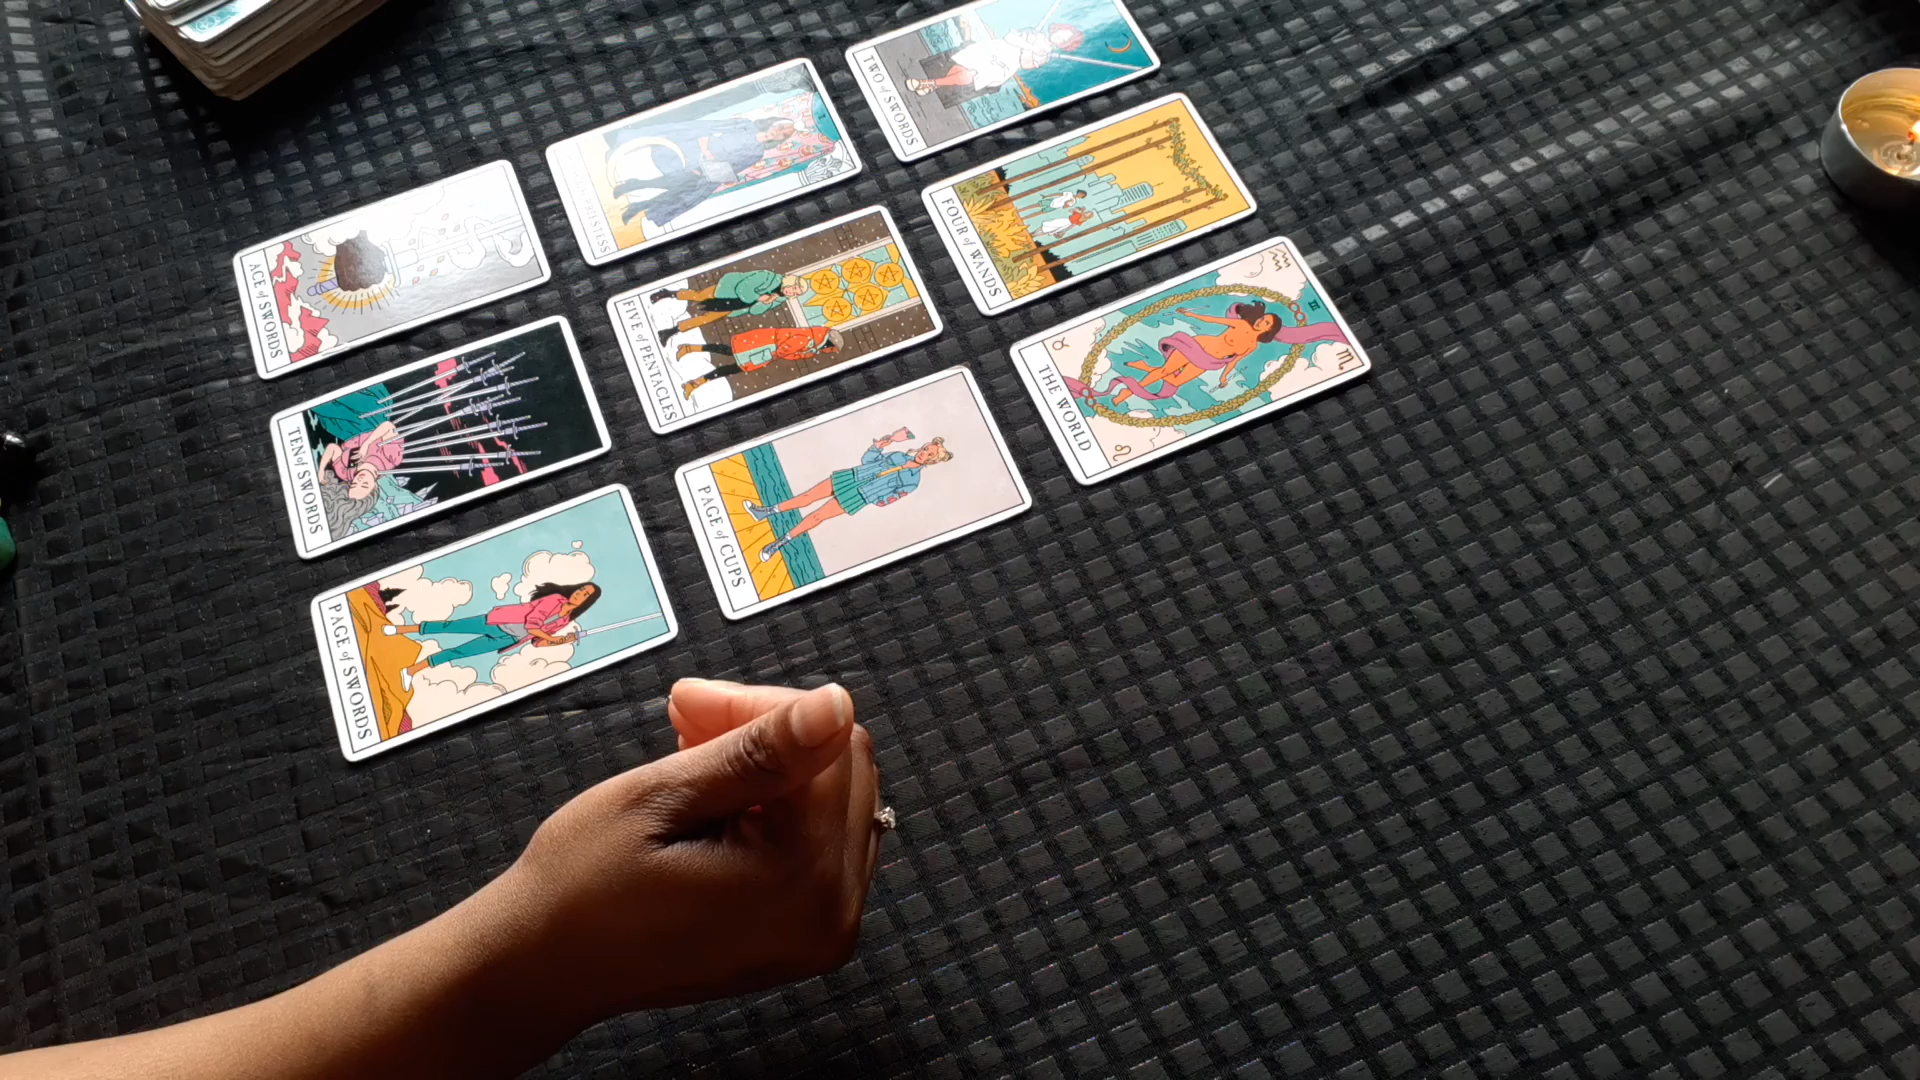 TWO of SWORDS
PRIESTESS
ACE of SWORDS
FOUR of WANDS
FIVE of PENTACLES
TEN of SWORDS
THE WORLD
PAGE of CUPS
PAGE of SWORDS